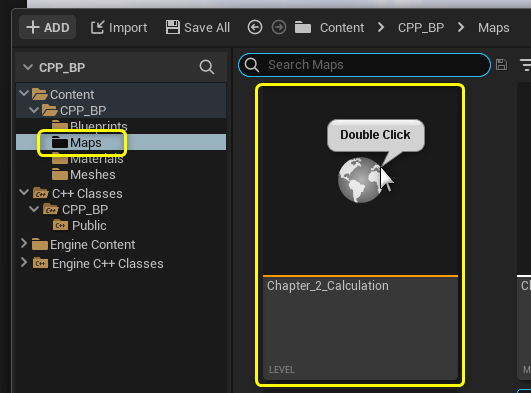 + ADD Import Save All Content > CPP_BP > Maps
CPP_BP
Search Maps
Content
CPP_BP
Blueprints
Maps
Materials
Meshes
C++ Classes
CPP_BP
Public
Engine Content
Engine C++ Classes
Double Click
Chapter_2_Calculation
LEVEL